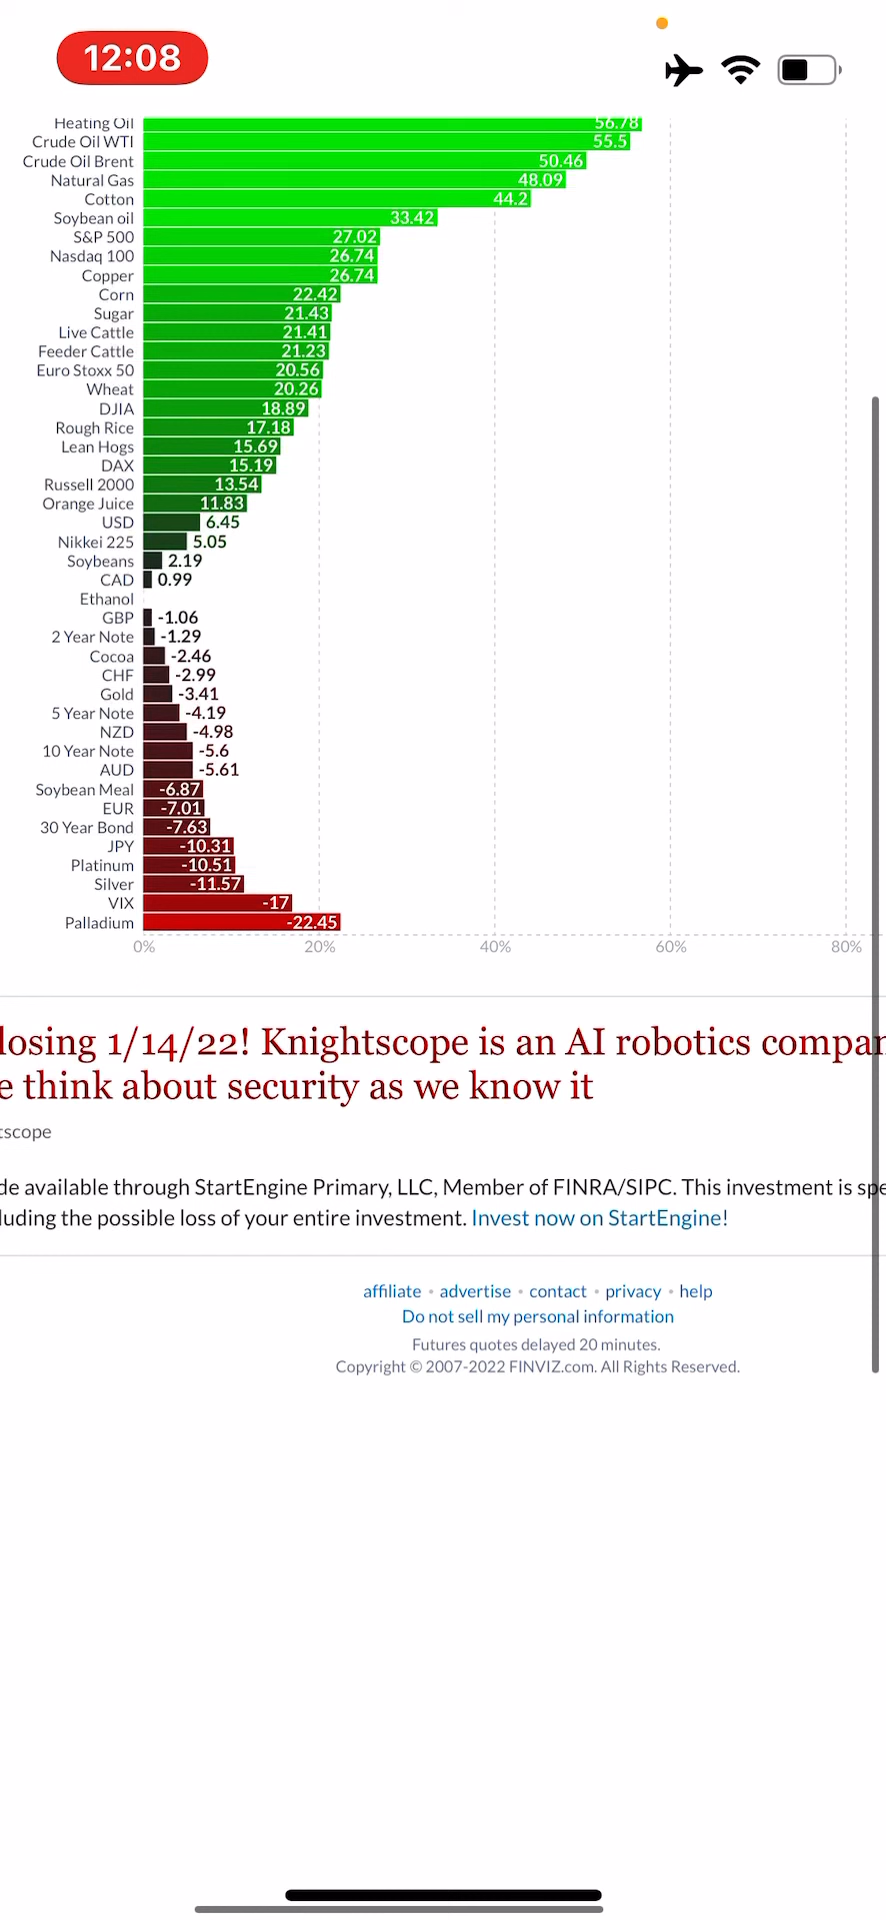 12:08
Heating Oil 56.78
Crude Oil WTI 55.5
Crude Oil Brent 50.46
Natural Gas 48.09
Cotton 44.2
Soybean oil 33.42
S&P 500 27.02
Nasdaq 100 26.74
Copper 26.74
Corn 22.42
Sugar 21.43
Live Cattle 21.41
Feeder Cattle 21.23
Euro Stoxx 50 20.56
Wheat 20.26
DJIA 18.89
Rough Rice 17.18
Lean Hogs 15.69
DAX 15.19
Russell 2000 13.54
Orange Juice 11.83
USD 6.45
Nikkei 225 5.05
Soybeans 2.19
CAD 0.99
Ethanol
GBP -1.06
2 Year Note -1.29
Cocoa -2.46
CHF -2.99
Gold -3.41
5 Year Note -4.19
NZD -4.98
10 Year Note -5.6
AUD -5.61
Soybean Meal -6.87
EUR -7.01
30 Year Bond -7.63
JPY -10.31
Platinum -10.51
Silver -11.57
VIX -17
Palladium -22.45
0% 20% 40% 60% 80%
losing 1/14/22! Knightscope is an AI robotics compan
e think about security as we know it
tscope
de available through StartEngine Primary, LLC, Member of FINRA/SIPC. This investment is spe
luding the possible loss of your entire investment. Invest now on StartEngine!
affiliate • advertise • contact • privacy • help
Do not sell my personal information
Futures quotes delayed 20 minutes.
Copyright © 2007-2022 FINVIZ.com. All Rights Reserved.